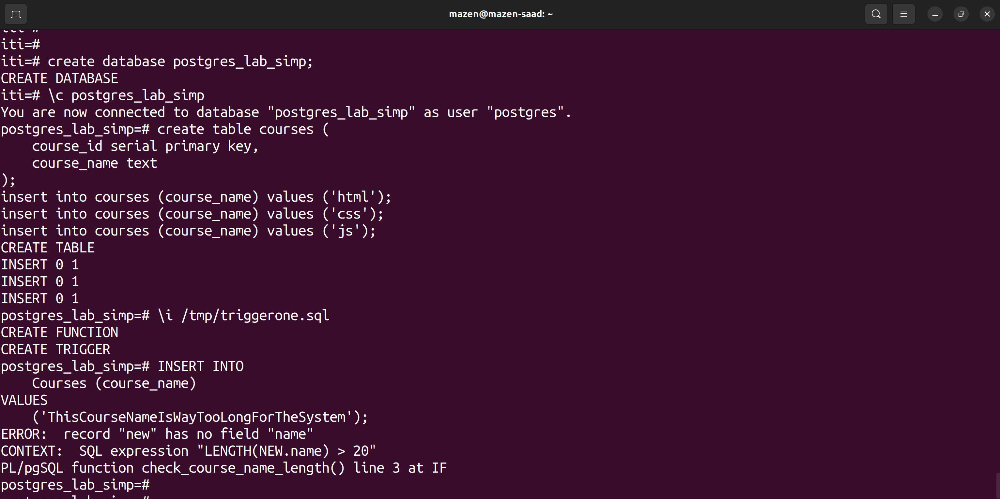 mazen@mazen-saad: ~
iti=#
iti=# create database postgres_lab_simp;
CREATE DATABASE
iti=# \c postgres_lab_simp
You are now connected to database "postgres_lab_simp" as user "postgres".
postgres_lab_simp=# create table courses (
    course_id serial primary key,
    course_name text
);
insert into courses (course_name) values ('html');
insert into courses (course_name) values ('css');
insert into courses (course_name) values ('js');
CREATE TABLE
INSERT 0 1
INSERT 0 1
INSERT 0 1
postgres_lab_simp=# \i /tmp/triggerone.sql
CREATE FUNCTION
CREATE TRIGGER
postgres_lab_simp=# INSERT INTO
    Courses (course_name)
VALUES
    ('ThisCourseNameIsWayTooLongForTheSystem');
ERROR:  record "new" has no field "name"
CONTEXT:  SQL expression "LENGTH(NEW.name) > 20"
PL/pgSQL function check_course_name_length() line 3 at IF
postgres_lab_simp=#